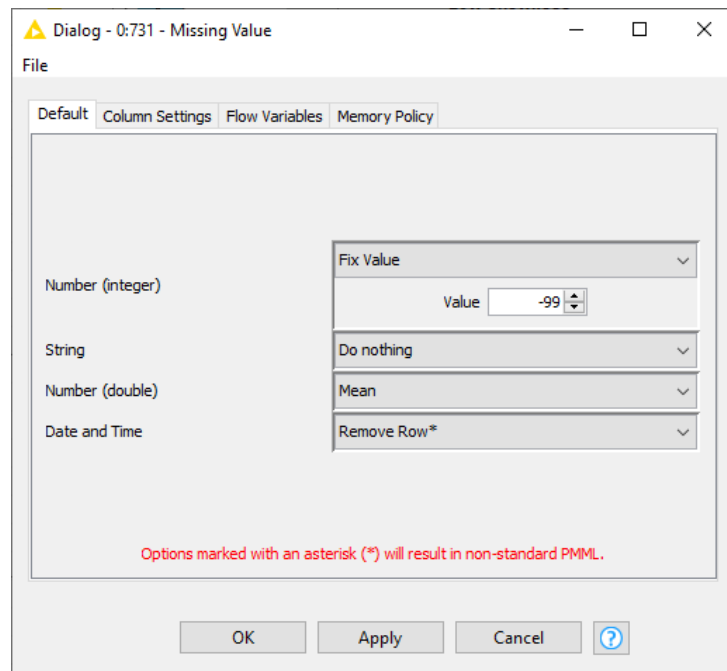 Dialog - 0:731 - Missing Value
File
Default Column Settings Flow Variables Memory Policy
Fix Value
Number (integer)
Value -99
String Do nothing
Number (double) Mean
Date and Time Remove Row*
Options marked with an asterisk (*) will result in non-standard PMML.
OK Apply Cancel ?